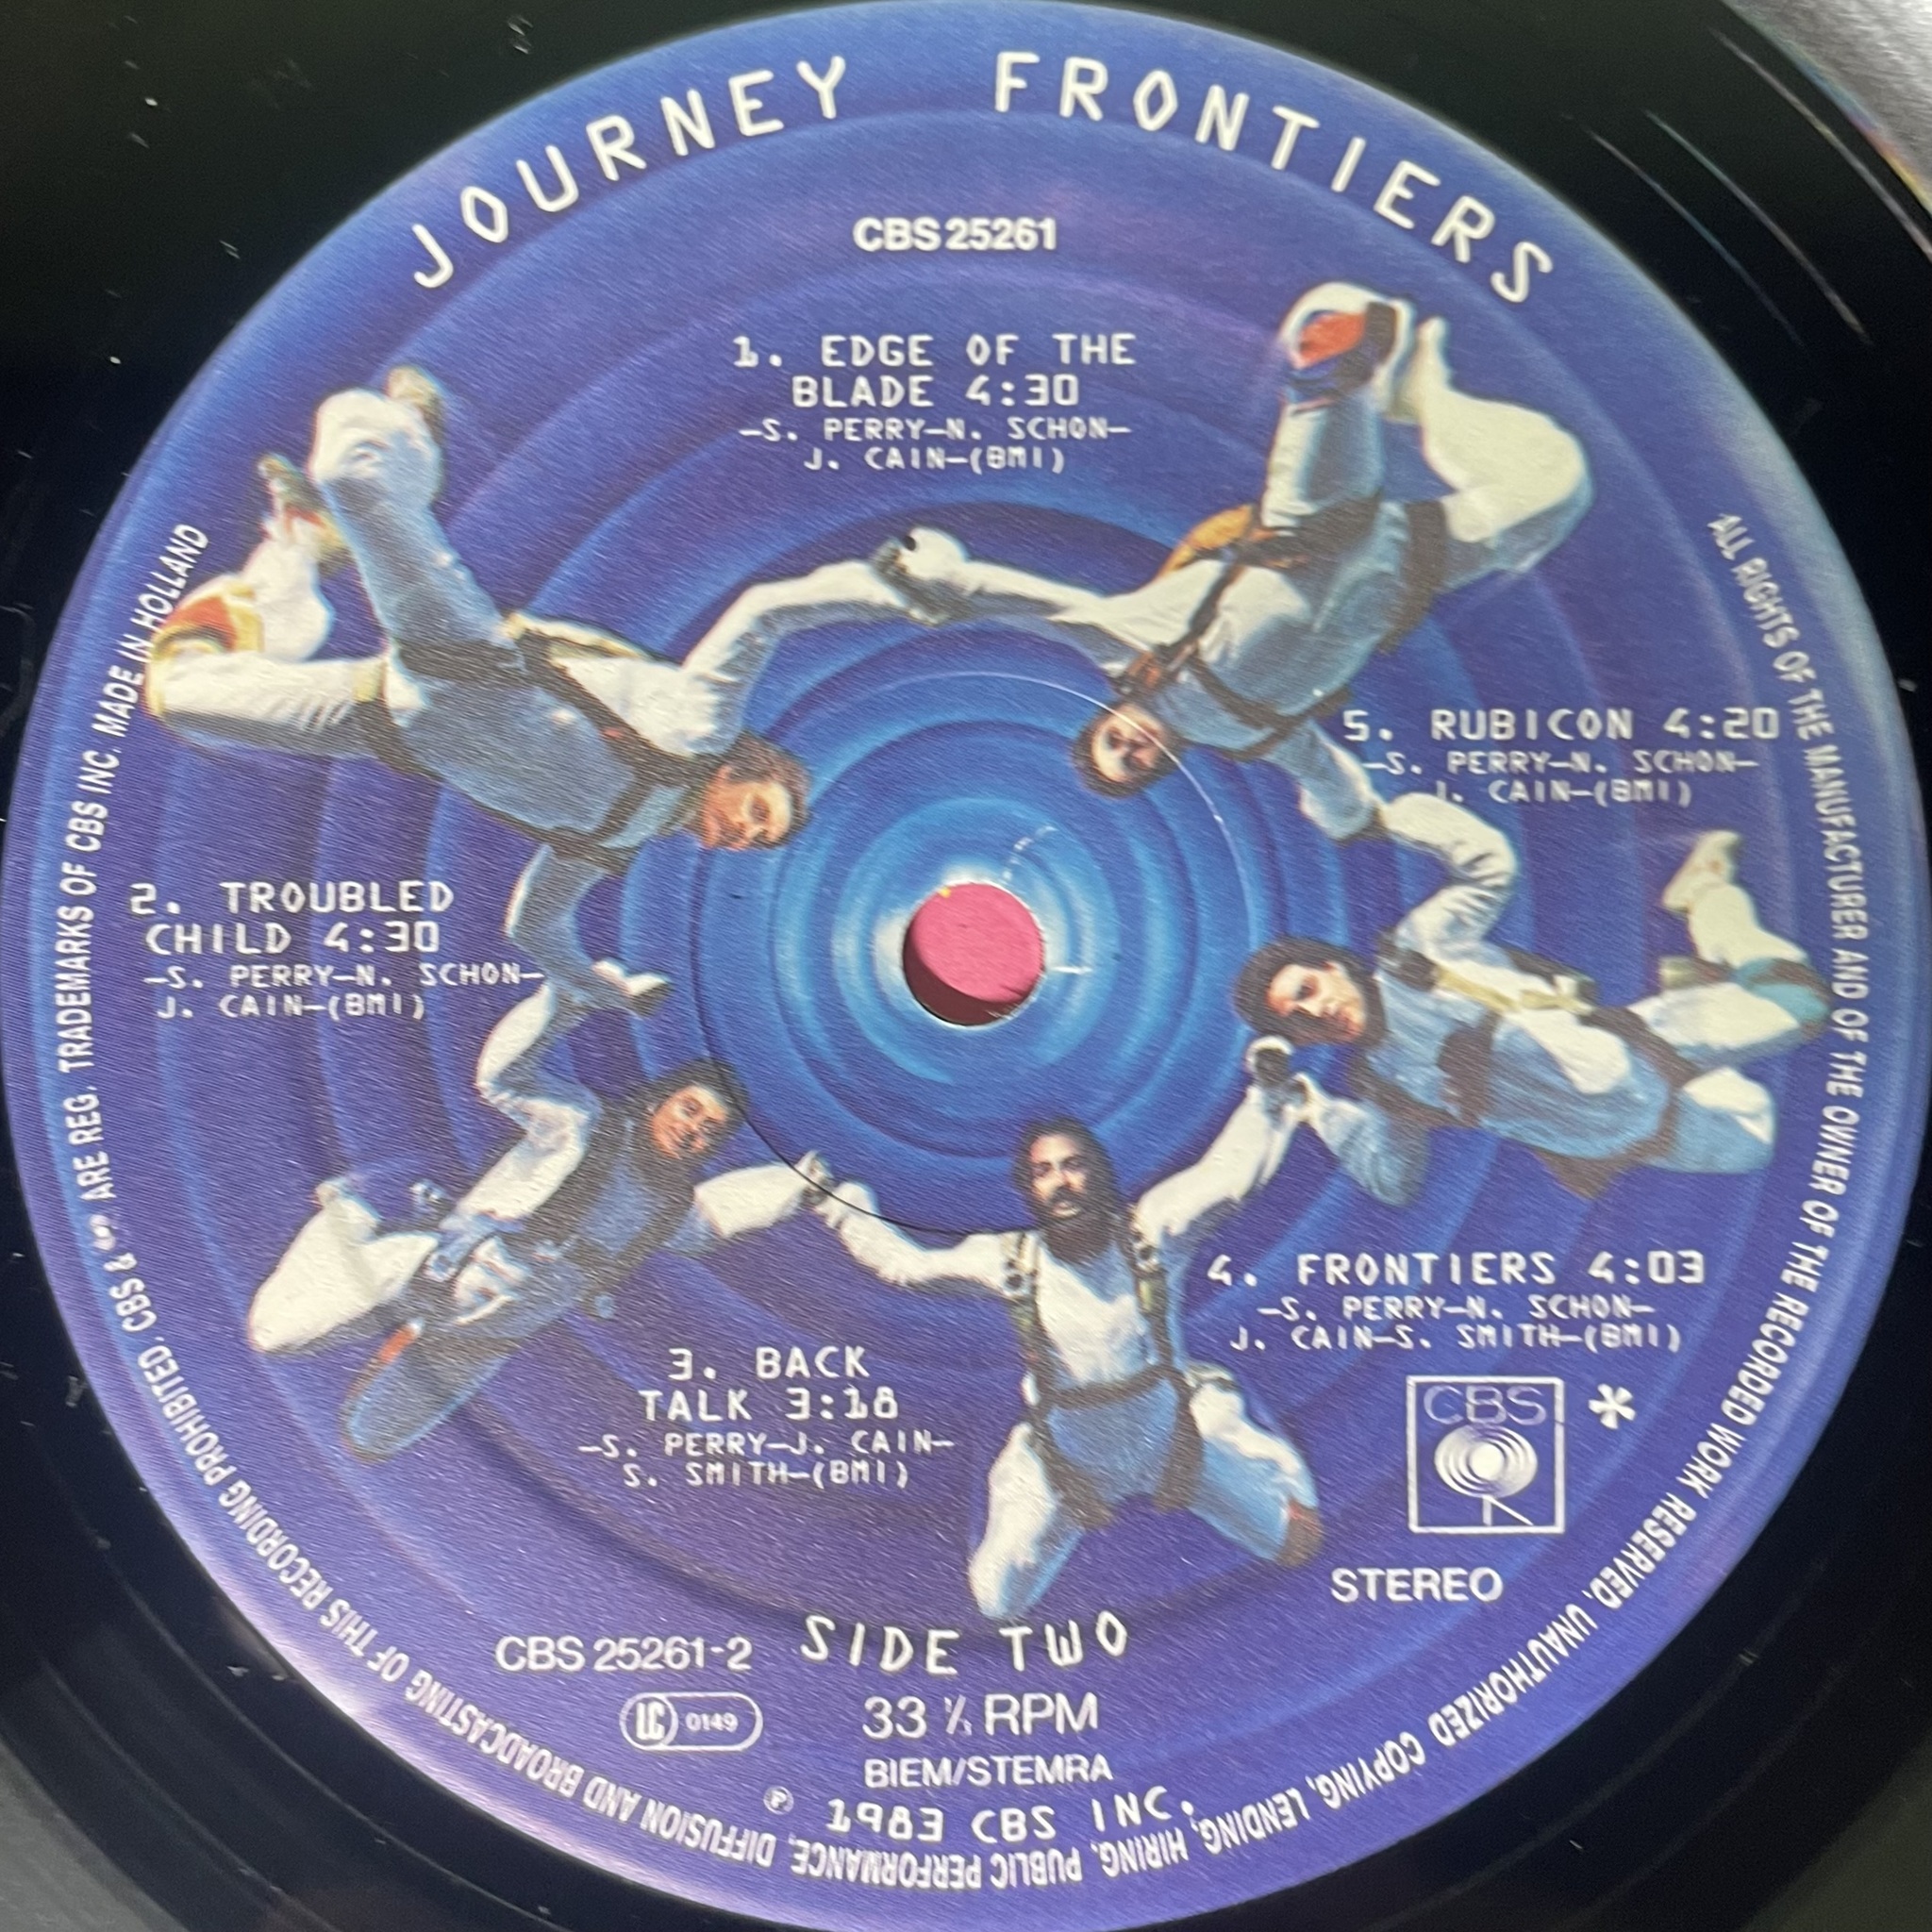 JOURNEY FRONTIERS
CBS 25261
1. EDGE OF THE
BLADE 4:30
—S. PERRY—N. SCHON—
J. CAIN—(BMI)
2. TROUBLED
CHILD 4:30
—S. PERRY—N. SCHON—
J. CAIN—(BMI)
3. BACK
TALK 3:18
—S. PERRY—J. CAIN—
S. SMITH—(BMI)
4. FRONTIERS 4:03
—S. PERRY—N. SCHON—
J. CAIN—S. SMITH—(BMI)
5. RUBICON 4:20
—S. PERRY—N. SCHON—
J. CAIN—(BMI)
CBS *
STEREO
SIDE TWO
CBS 25261-2
LC 0149
33 ⅓ RPM
BIEM/STEMRA
℗ 1983 CBS INC.
ALL RIGHTS OF THE MANUFACTURER AND OF THE OWNER OF THE RECORDED WORK RESERVED. UNAUTHORIZED COPYING, LENDING, HIRING, PUBLIC PERFORMANCE, DIFFUSION AND BROADCASTING OF THIS RECORDING PROHIBITED. CBS & ARE REG. TRADEMARKS OF CBS INC. MADE IN HOLLAND